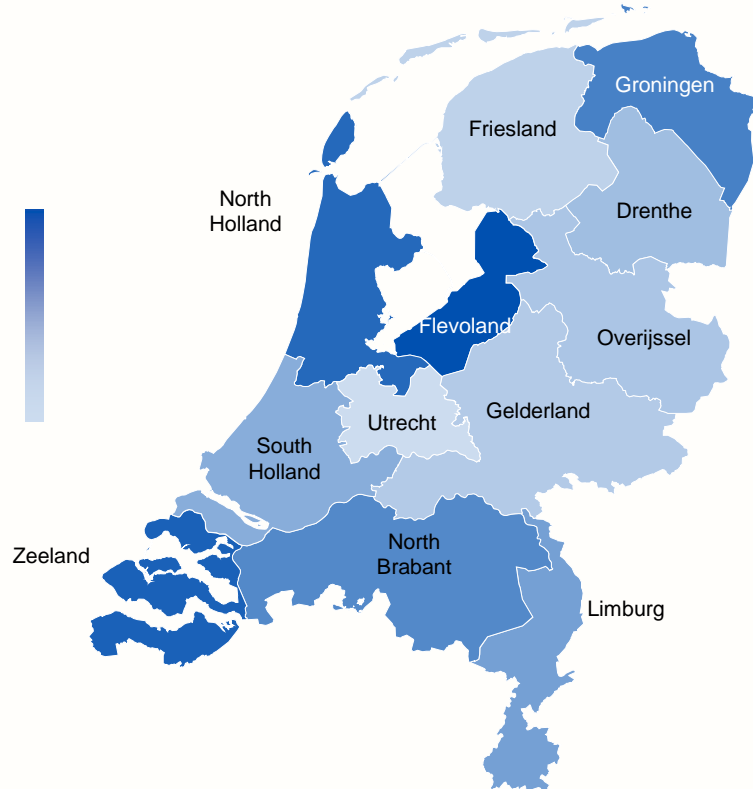 Groningen
Friesland
North
Holland
Drenthe
Flevoland
Overijssel
Gelderland
Utrecht
South
Holland
North
Brabant
Zeeland
Limburg